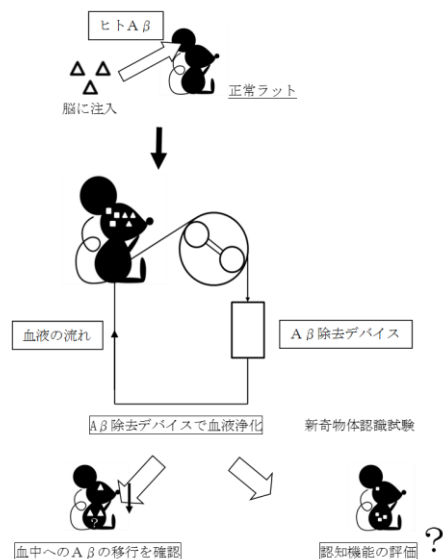 ヒトAβ
脳に注入
正常ラット
血液の流れ
Aβ除去デバイス
Aβ除去デバイスで血液浄化
新奇物体認識試験
?
血中へのAβの移行を確認
認知機能の評価
?